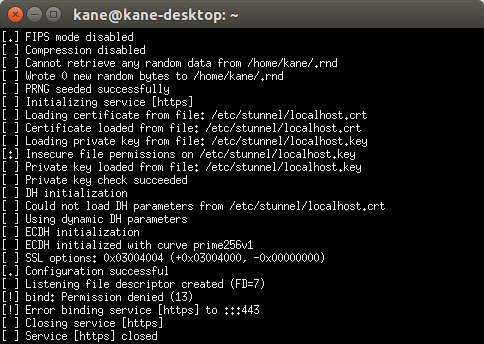 kane@kane-desktop: ~
[.] FIPS mode disabled
[ ] Compression disabled
[ ] Cannot retrieve any random data from /home/kane/.rnd
[ ] Wrote 0 new random bytes to /home/kane/.rnd
[ ] PRNG seeded successfully
[ ] Initializing service [https]
[ ] Loading certificate from file: /etc/stunnel/localhost.crt
[ ] Certificate loaded from file: /etc/stunnel/localhost.crt
[ ] Loading private key from file: /etc/stunnel/localhost.key
[:] Insecure file permissions on /etc/stunnel/localhost.key
[ ] Private key loaded from file: /etc/stunnel/localhost.key
[ ] Private key check succeeded
[ ] DH initialization
[ ] Could not load DH parameters from /etc/stunnel/localhost.crt
[ ] Using dynamic DH parameters
[ ] ECDH initialization
[ ] ECDH initialized with curve prime256v1
[ ] SSL options: 0x03004004 (+0x03004000, -0x00000000)
[.] Configuration successful
[ ] Listening file descriptor created (FD=7)
[!] bind: Permission denied (13)
[!] Error binding service [https] to :::443
[ ] Closing service [https]
[ ] Service [https] closed